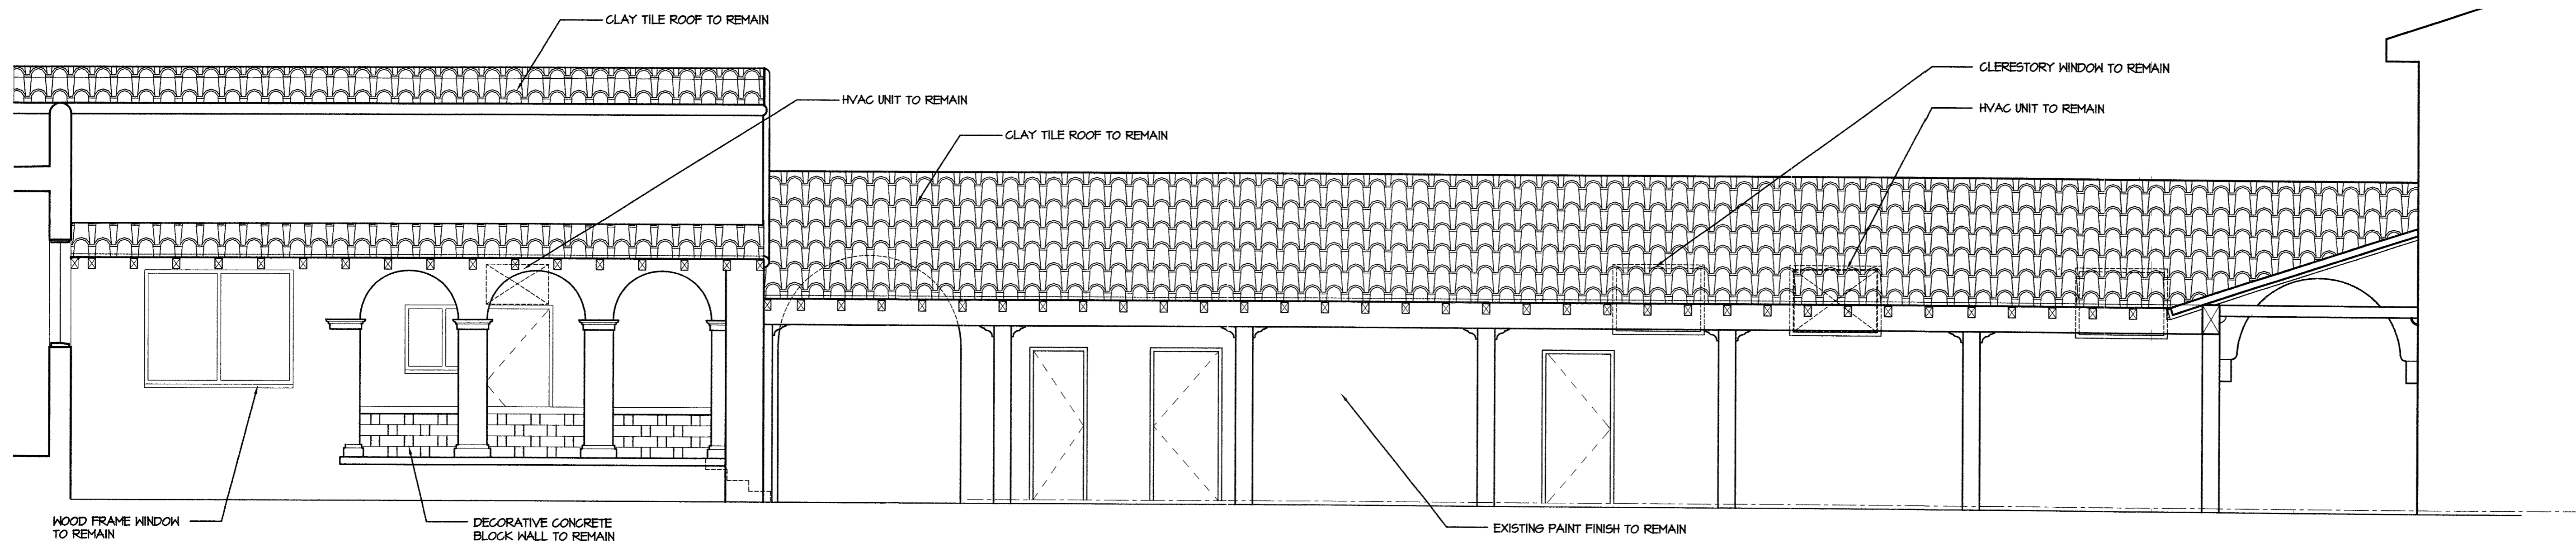 CLAY TILE ROOF TO REMAIN
CLERESTORY WINDOW TO REMAIN
HVAC UNIT TO REMAIN
HVAC UNIT TO REMAIN
CLAY TILE ROOF TO REMAIN
WOOD FRAME WINDOW
TO REMAIN
DECORATIVE CONCRETE
BLOCK WALL TO REMAIN
EXISTING PAINT FINISH TO REMAIN